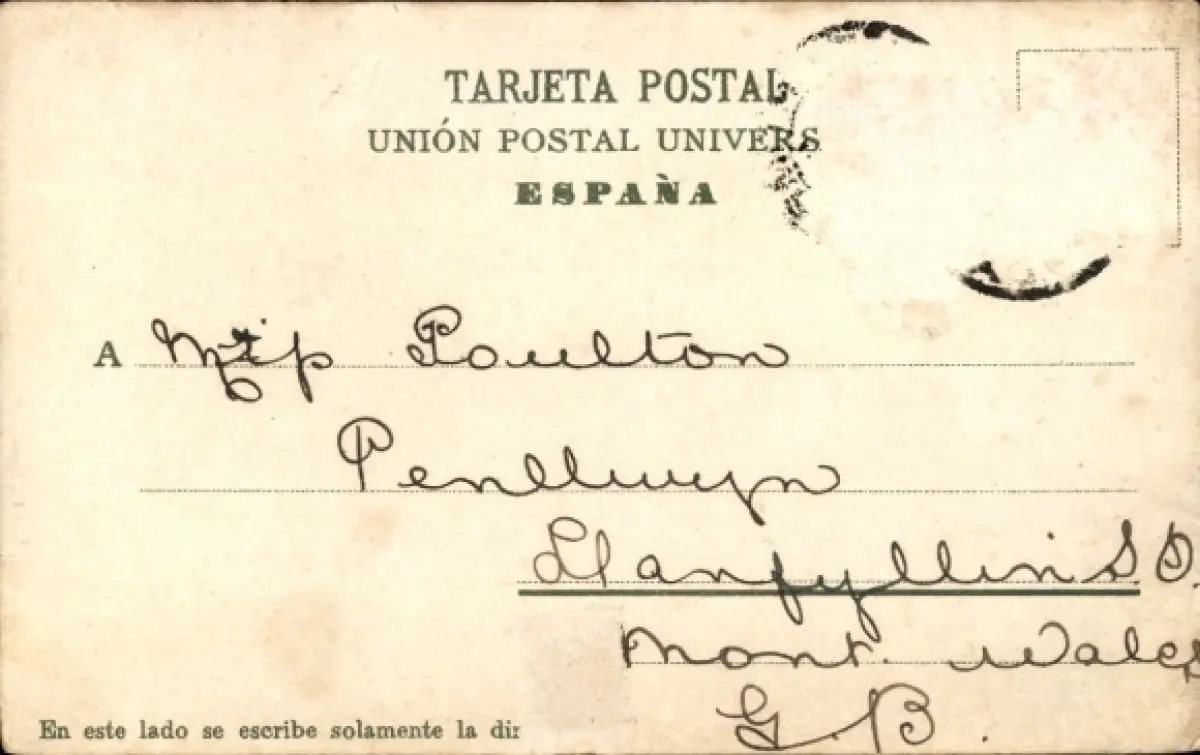 TARJETA POSTAL
UNIÓN POSTAL UNIVERS
ESPAÑA
A Miss Poulton
Penllwyn
Llanfyllin S.O.
Mont. Wales
G. B.
En este lado se escribe solamente la dir